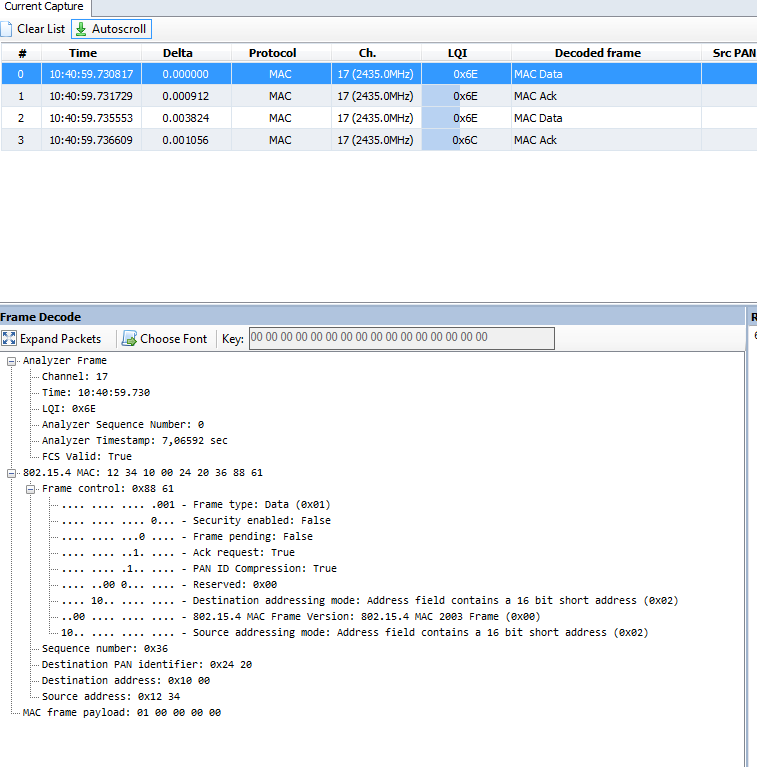 Current Capture
Clear List Autoscroll
# Time Delta Protocol Ch. LQI Decoded frame Src PAN
0 10:40:59.730817 0.000000 MAC 17 (2435.0MHz) 0x6E MAC Data
1 10:40:59.731729 0.000912 MAC 17 (2435.0MHz) 0x6E MAC Ack
2 10:40:59.735553 0.003824 MAC 17 (2435.0MHz) 0x6E MAC Data
3 10:40:59.736609 0.001056 MAC 17 (2435.0MHz) 0x6C MAC Ack
Frame Decode
Expand Packets Choose Font Key: 00 00 00 00 00 00 00 00 00 00 00 00 00 00 00 00
Analyzer Frame
Channel: 17
Time: 10:40:59.730
LQI: 0x6E
Analyzer Sequence Number: 0
Analyzer Timestamp: 7,06592 sec
FCS Valid: True
802.15.4 MAC: 12 34 10 00 24 20 36 88 61
Frame control: 0x88 61
.... .... .... .001 - Frame type: Data (0x01)
.... .... .... 0... - Security enabled: False
.... .... ...0 .... - Frame pending: False
.... .... ..1. .... - Ack request: True
.... .... .1.. .... - PAN ID Compression: True
.... ..00 0... .... - Reserved: 0x00
.... 10.. .... .... - Destination addressing mode: Address field contains a 16 bit short address (0x02)
..00 .... .... .... - 802.15.4 MAC Frame Version: 802.15.4 MAC 2003 Frame (0x00)
10.. .... .... .... - Source addressing mode: Address field contains a 16 bit short address (0x02)
Sequence number: 0x36
Destination PAN identifier: 0x24 20
Destination address: 0x10 00
Source address: 0x12 34
MAC frame payload: 01 00 00 00 00